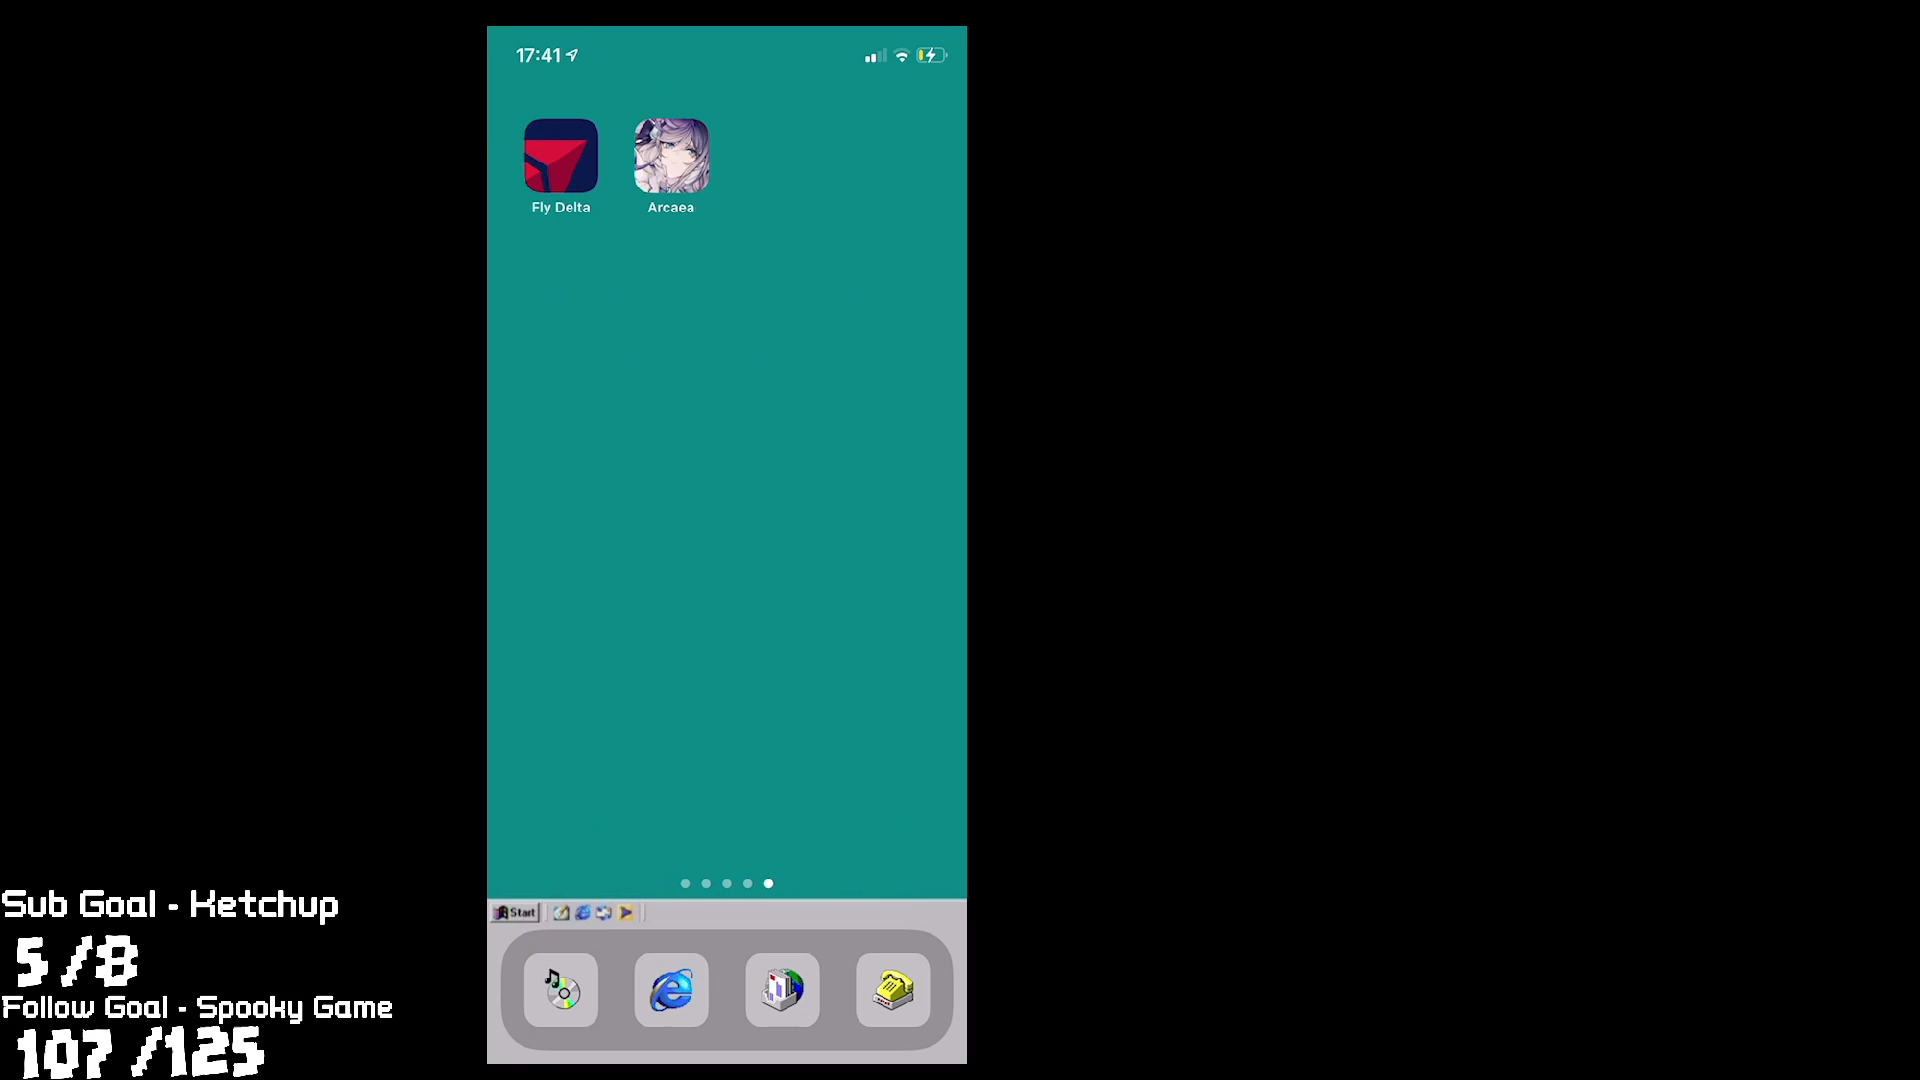 17:41
Fly Delta
Arcaea
Start
Sub Goal - Ketchup
5 /8
Follow Goal - Spooky Game
107 /125